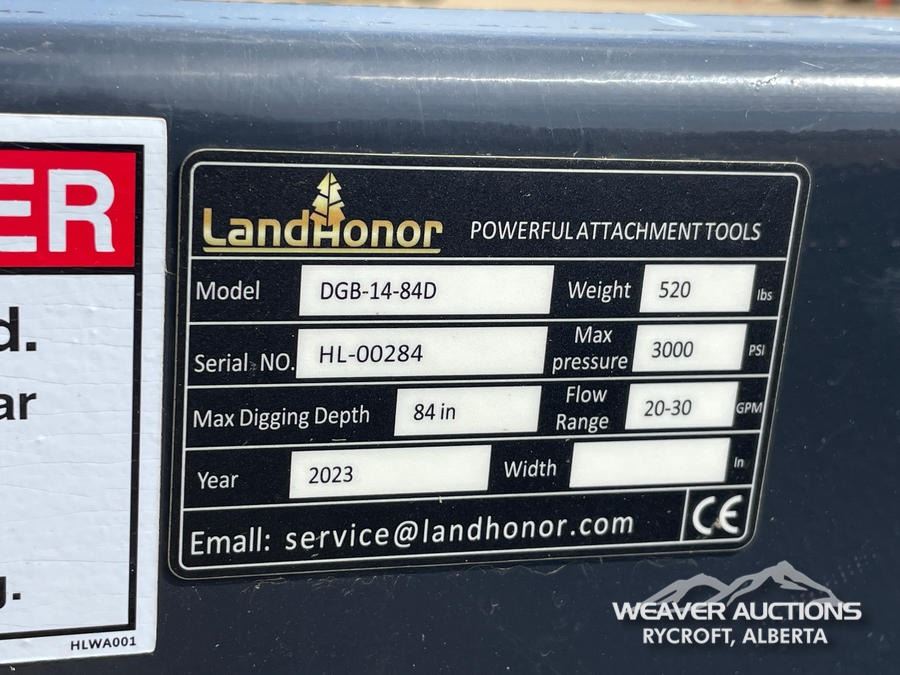 ER
d.
ar
g.
HLWA001
LandHonor POWERFUL ATTACHMENT TOOLS
Model DGB-14-84D Weight 520 lbs
Serial NO. HL-00284 Max pressure 3000 PSI
Max Digging Depth 84 in Flow Range 20-30 GPM
Year 2023 Width In
Emall: service@landhonor.com CE
WEAVER AUCTIONS
RYCROFT, ALBERTA